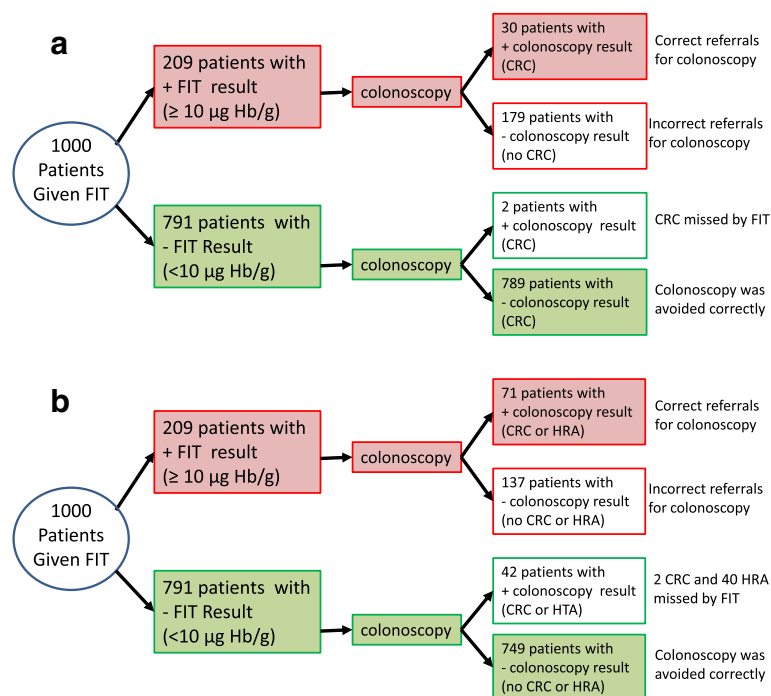 a
1000
Patients
Given FIT
209 patients with
+ FIT result
(≥ 10 µg Hb/g)
colonoscopy
30 patients with
+ colonoscopy result
(CRC)
Correct referrals
for colonoscopy
179 patients with
- colonoscopy result
(no CRC)
Incorrect referrals
for colonoscopy
791 patients with
- FIT Result
(<10 µg Hb/g)
colonoscopy
2 patients with
+ colonoscopy result
(CRC)
CRC missed by FIT
789 patients with
- colonoscopy result
(CRC)
Colonoscopy was
avoided correctly
b
1000
Patients
Given FIT
209 patients with
+ FIT result
(≥ 10 µg Hb/g)
colonoscopy
71 patients with
+ colonoscopy result
(CRC or HRA)
Correct referrals
for colonoscopy
137 patients with
- colonoscopy result
(no CRC or HRA)
Incorrect referrals
for colonoscopy
791 patients with
- FIT Result
(<10 µg Hb/g)
colonoscopy
42 patients with
+ colonoscopy result
(CRC or HTA)
2 CRC and 40 HRA
missed by FIT
749 patients with
- colonoscopy result
(no CRC or HRA)
Colonoscopy was
avoided correctly